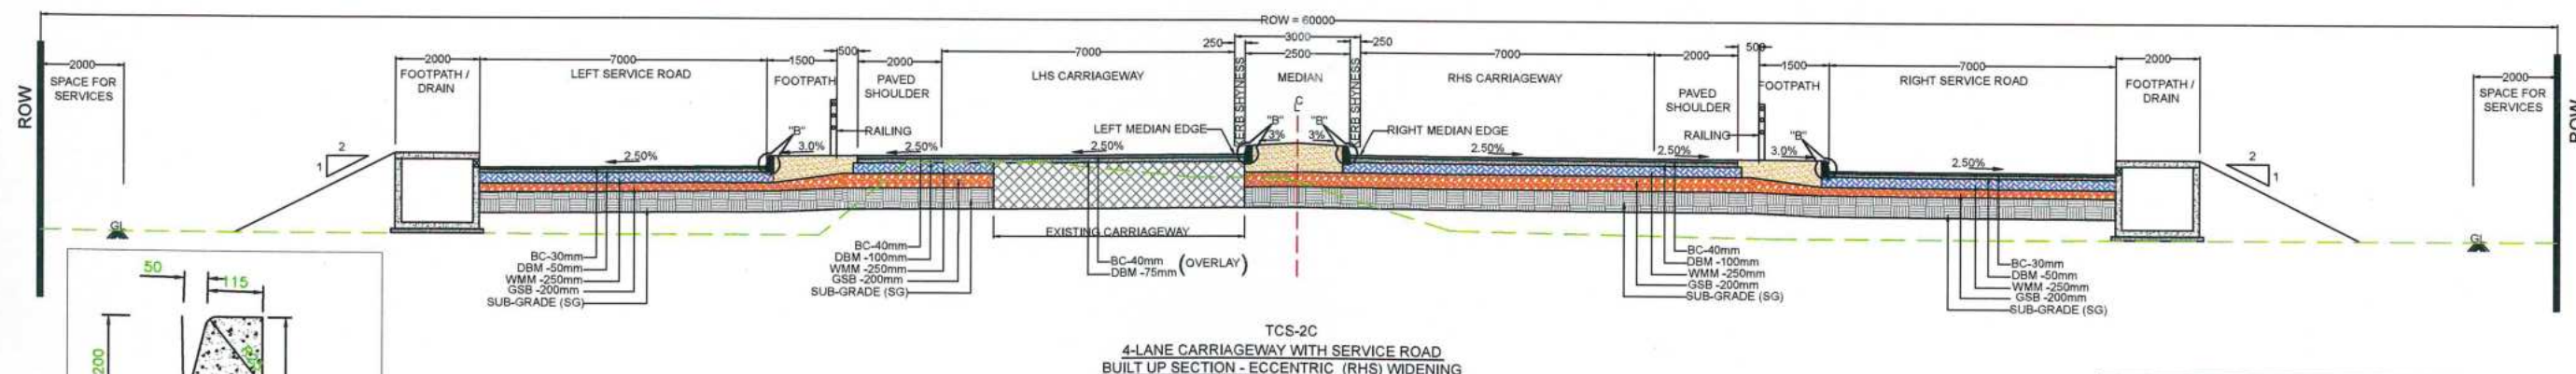 ROW = 60000
3000
250
250
500
500
2000
2000
7000
1500
2000
7000
2500
7000
2000
1500
7000
2000
2000
SPACE FOR
SERVICES
FOOTPATH /
DRAIN
LEFT SERVICE ROAD
FOOTPATH
PAVED
SHOULDER
LHS CARRIAGEWAY
ERB SHYNESS
MEDIAN
ERB SHYNESS
RHS CARRIAGEWAY
PAVED
SHOULDER
FOOTPATH
RIGHT SERVICE ROAD
FOOTPATH /
DRAIN
SPACE FOR
SERVICES
ROW
ROW
"B"
RAILING
LEFT MEDIAN EDGE
"B"
"B"
RIGHT MEDIAN EDGE
RAILING
"B"
2
1
2.50%
3.0%
2.50%
2.50%
3%
3%
2.50%
2.50%
3.0%
2.50%
2
1
GL
GL
EXISTING CARRIAGEWAY
BC-30mm
DBM -50mm
WMM -250mm
GSB -200mm
SUB-GRADE (SG)
BC-40mm
DBM -100mm
WMM -250mm
GSB -200mm
SUB-GRADE (SG)
BC-40mm
DBM -75mm
(OVERLAY)
BC-40mm
DBM -100mm
WMM -250mm
GSB -200mm
SUB-GRADE (SG)
BC-30mm
DBM -50mm
WMM -250mm
GSB -200mm
SUB-GRADE (SG)
50
115
200
TCS-2C
4-LANE CARRIAGEWAY WITH SERVICE ROAD
BUILT UP SECTION - ECCENTRIC (RHS) WIDENING